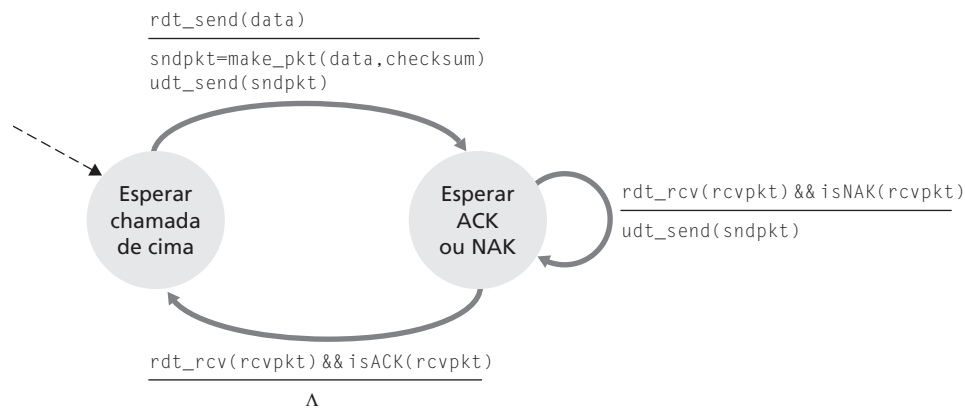 rdt_send(data)
sndpkt=make_pkt(data,checksum)
udt_send(sndpkt)
Esperar
chamada
de cima
Esperar
ACK
ou NAK
rdt_rcv(rcvpkt)&&isNAK(rcvpkt)
udt_send(sndpkt)
rdt_rcv(rcvpkt)&&isACK(rcvpkt)
Λ